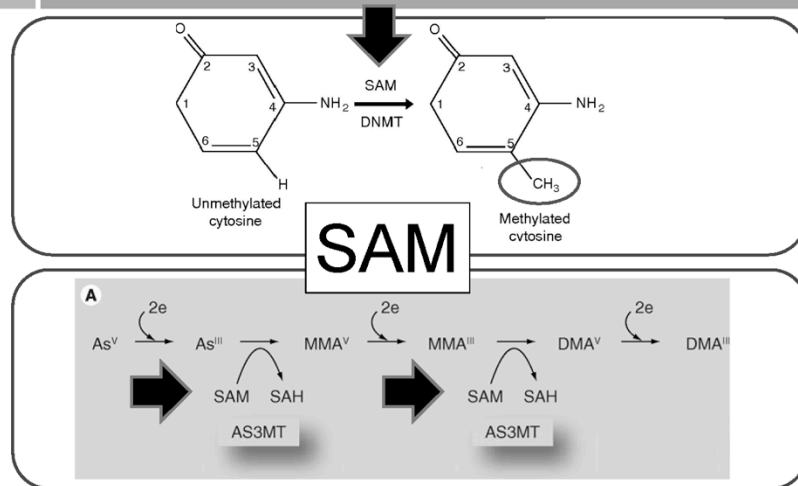 O
2
3
1
4
NH₂
6
5
H
Unmethylated
cytosine
SAM
DNMT
O
2
3
1
4
NH₂
6
5
CH₃
Methylated
cytosine
SAM
A
2e
2e
2e
Asⱽ
Asᴵᴵᴵ
MMAⱽ
MMAᴵᴵᴵ
DMAⱽ
DMAᴵᴵᴵ
SAM SAH
SAM SAH
AS3MT
AS3MT